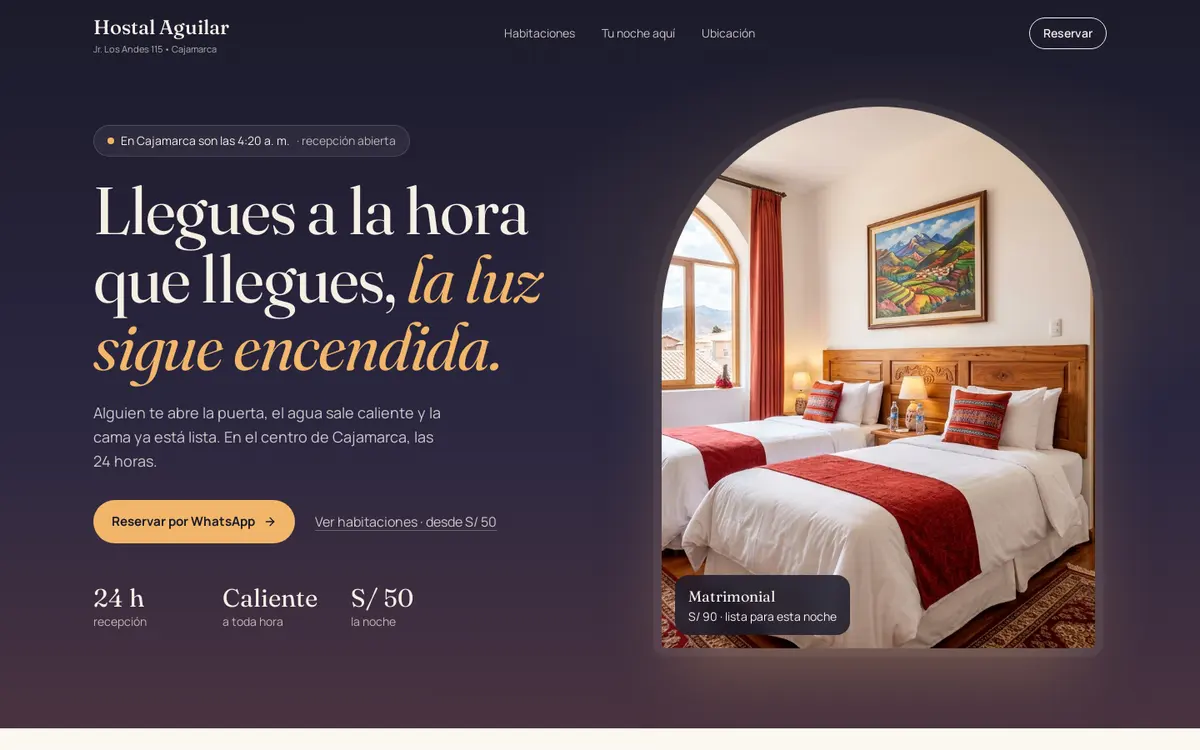 Hostal Aguilar
Jr. Los Andes 115 • Cajamarca
Habitaciones
Tu noche aquí
Ubicación
Reservar
En Cajamarca son las 4:20 a. m. · recepción abierta
Llegues a la hora
que llegues, la luz
sigue encendida.
Alguien te abre la puerta, el agua sale caliente y la
cama ya está lista. En el centro de Cajamarca, las
24 horas.
Reservar por WhatsApp →
Ver habitaciones · desde S/ 50
24 h
recepción
Caliente
a toda hora
S/ 50
la noche
Matrimonial
S/ 90 · lista para esta noche